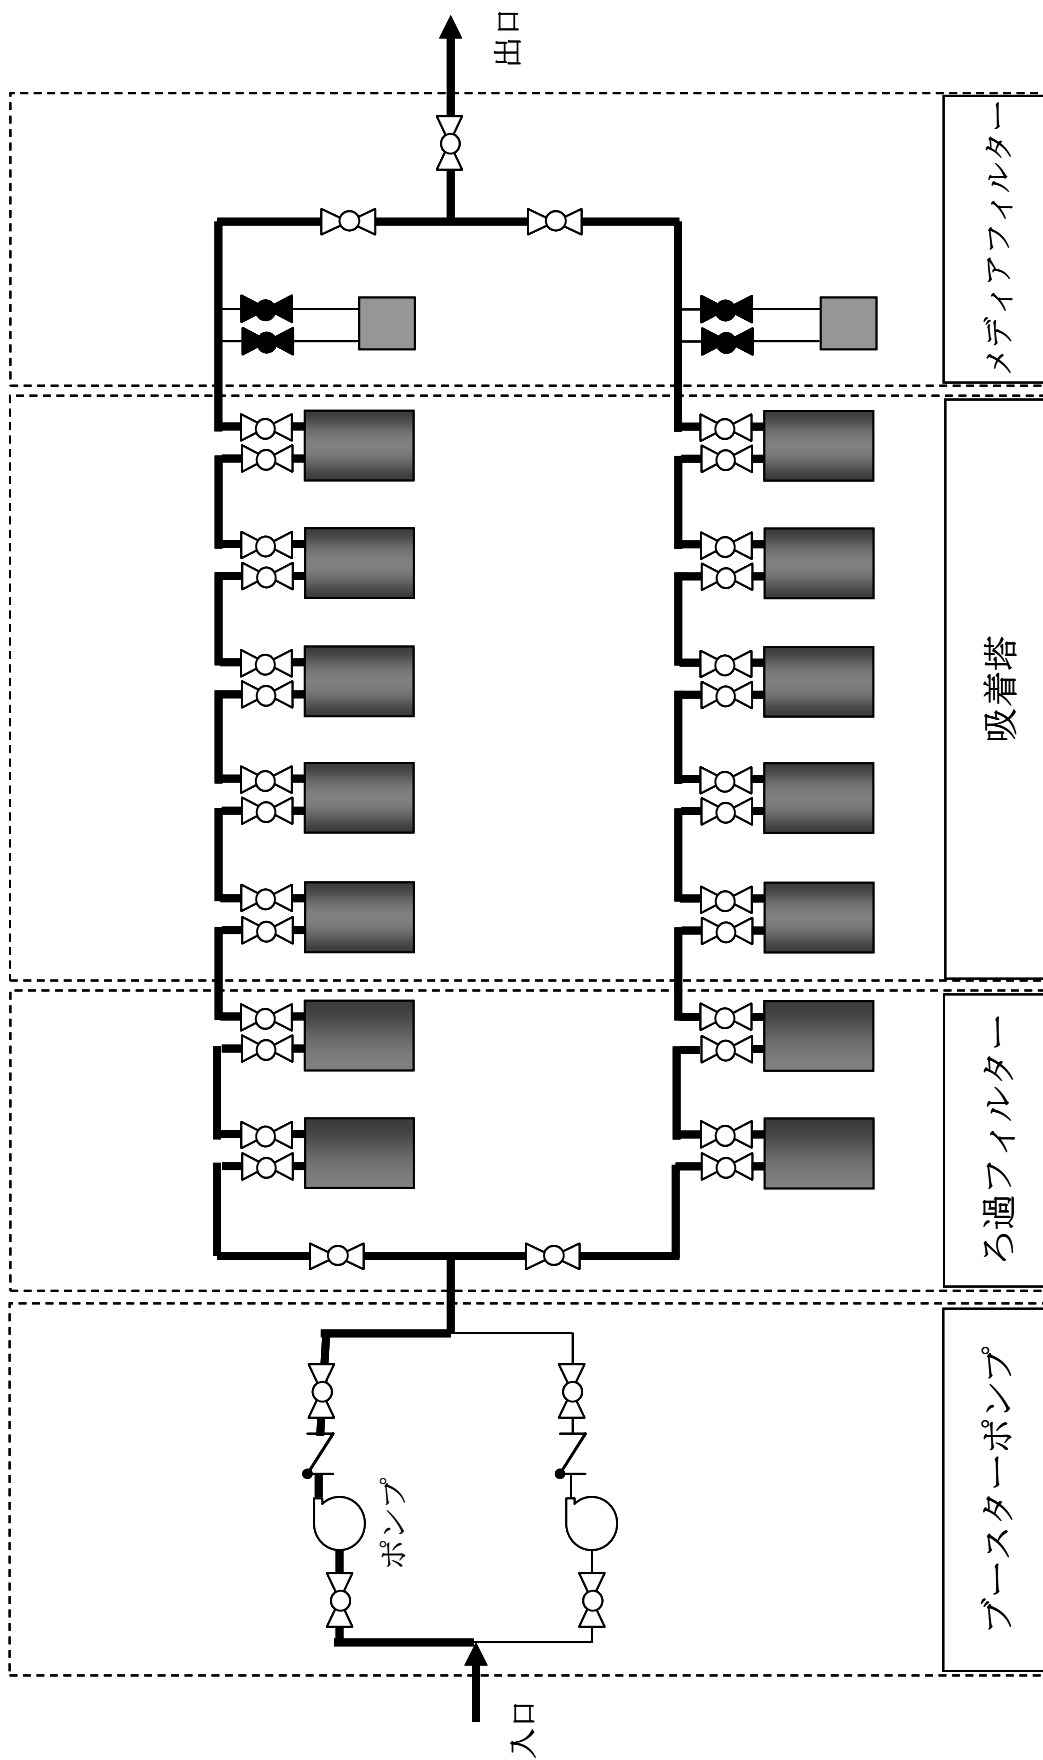 入口
ポンプ
出口
ブースターポンプ
ろ過フィルター
吸着塔
メディアフィルター